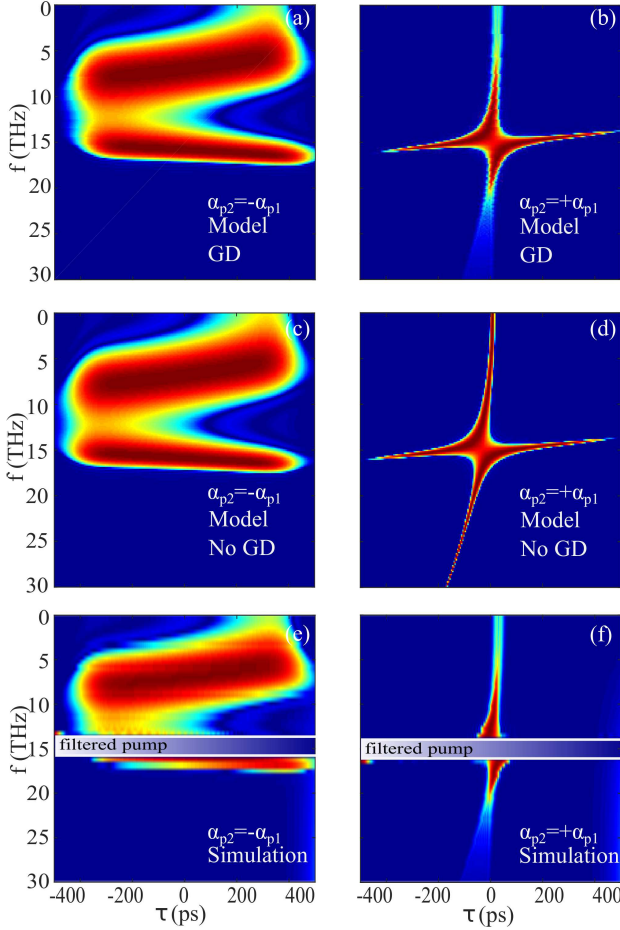 (a)
0
5
10
15
20
25
30
f (THz)
αp2=-αp1
Model
GD
(b)
αp2=+αp1
Model
GD
(c)
0
5
10
15
20
25
30
f (THz)
αp2=-αp1
Model
No GD
(d)
αp2=+αp1
Model
No GD
(e)
0
5
10
15
20
25
30
f (THz)
filtered pump
αp2=-αp1
Simulation
-400 -200 0 200 400
τ (ps)
(f)
filtered pump
αp2=+αp1
Simulation
-400 -200 0 200 400
τ (ps)